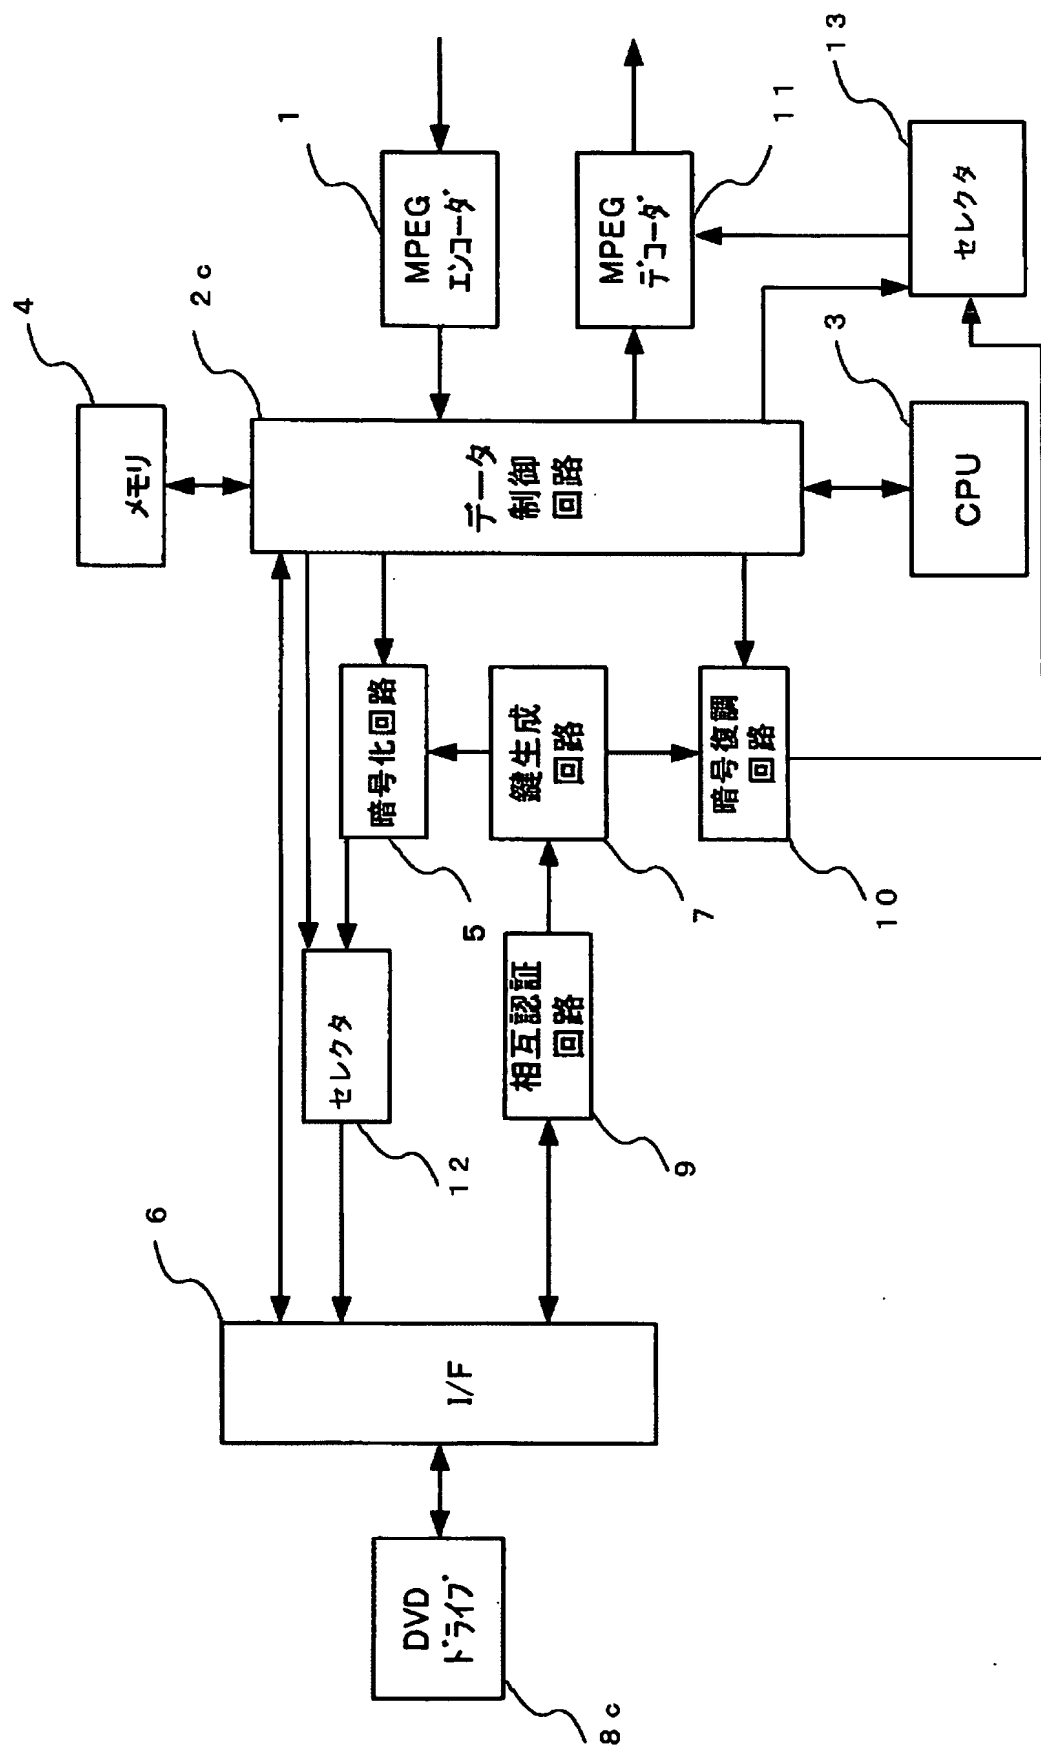 4
メモリ
2c
1
MPEG
エンコーダ
MPEG
デコーダ
11
13
セレクタ
データ
制御
回路
3
CPU
暗号化回路
5
鍵生成
回路
7
暗号復調
回路
10
セレクタ
12
相互認証
回路
9
6
I/F
DVD
ドライブ
8c